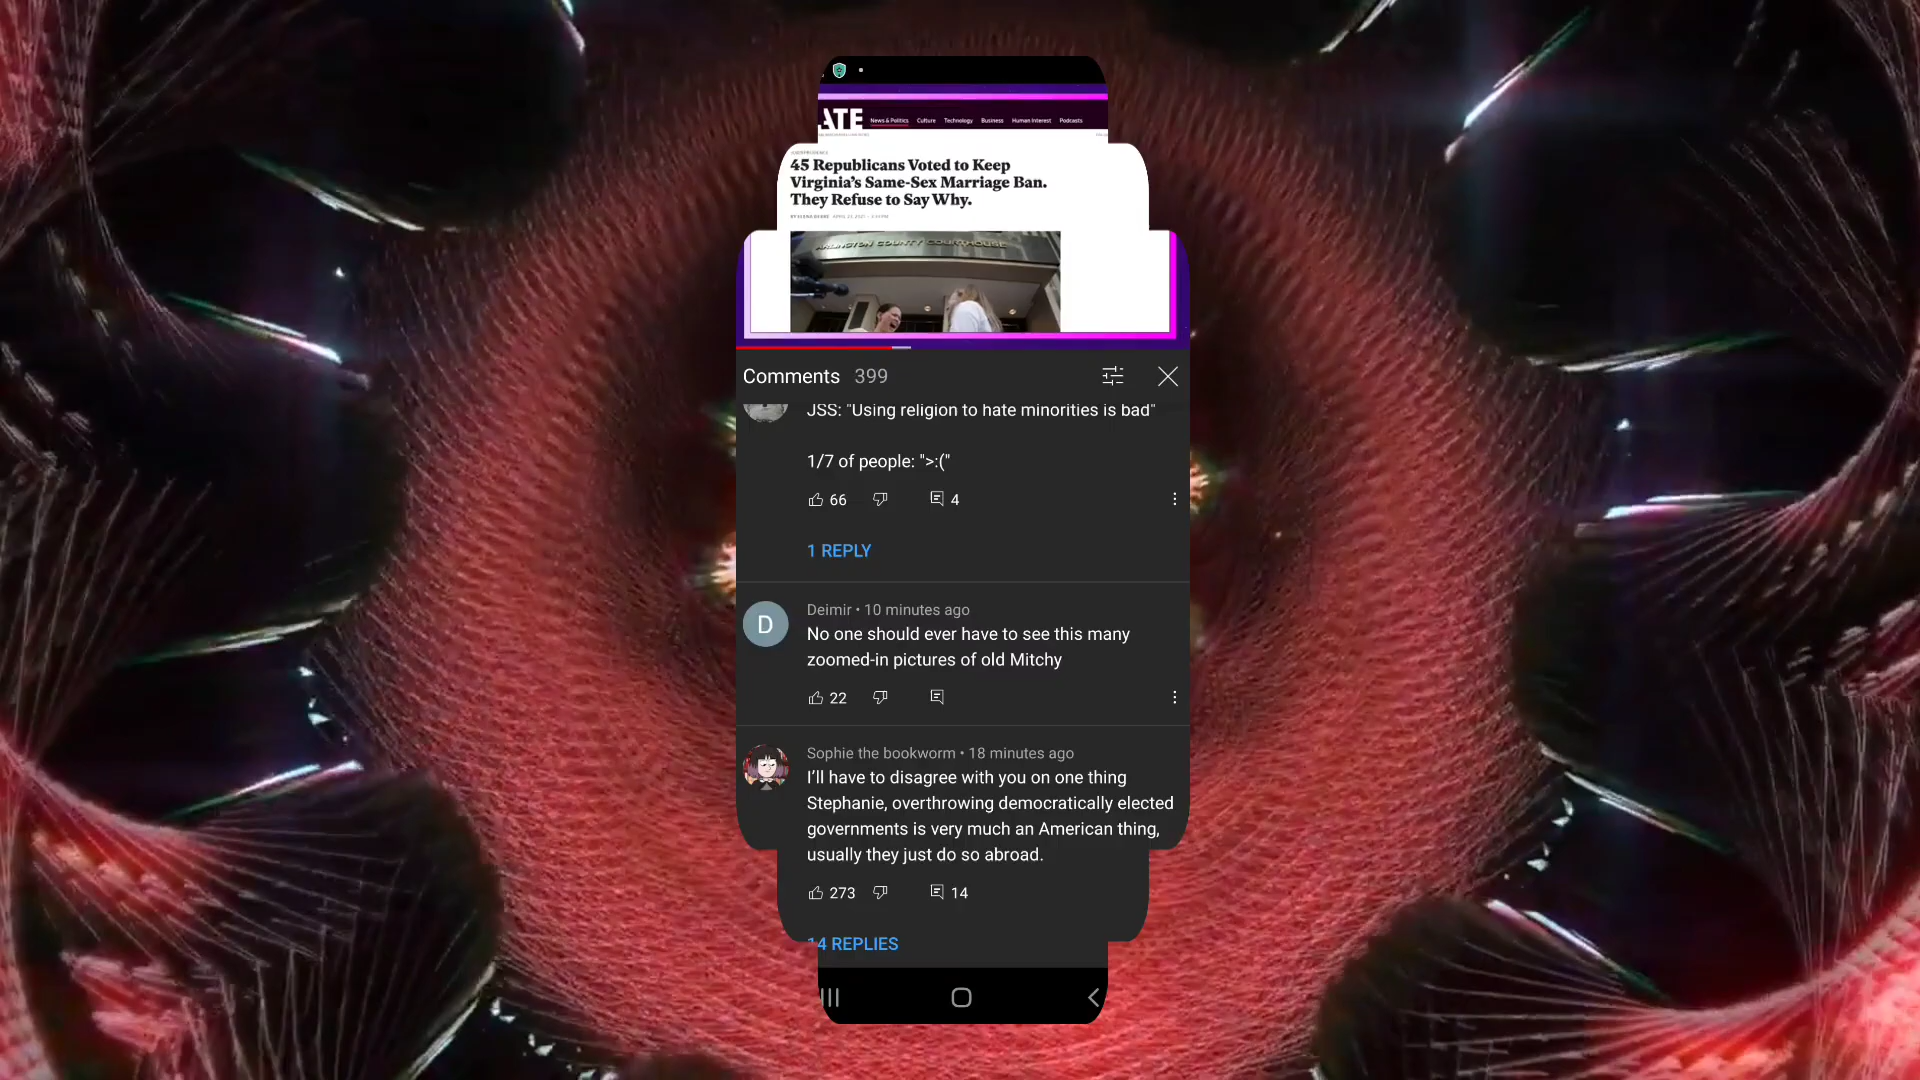 ATE
News & Politics Culture Technology Business Human Interest Podcasts
JURISPRUDENCE
45 Republicans Voted to Keep
Virginia's Same-Sex Marriage Ban.
They Refuse to Say Why.
ARLINGTON COUNTY COURTHOUSE
Comments 399
JSS: "Using religion to hate minorities is bad"
1/7 of people: ">:("
66 4
1 REPLY
D
Deimir • 10 minutes ago
No one should ever have to see this many
zoomed-in pictures of old Mitchy
22
Sophie the bookworm • 18 minutes ago
I'll have to disagree with you on one thing
Stephanie, overthrowing democratically elected
governments is very much an American thing,
usually they just do so abroad.
273 14
14 REPLIES